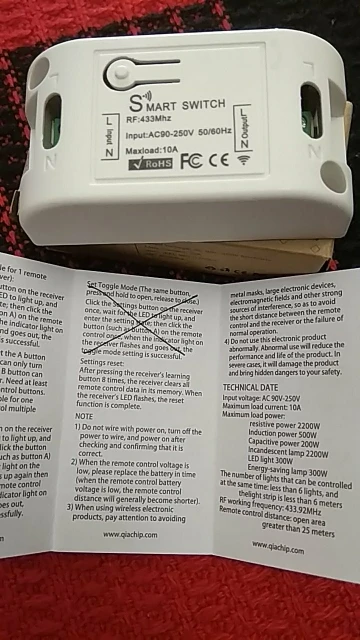 SMART SWITCH
RF:433Mhz
Input:AC90-250V 50/60Hz
Maxload:10A
RoHS FC CE
L Input N
L Output N
L
N
L
N
de for 1 remote
ver):
button on the receiver
ED to light up, and
te; then click the
on A) on the remote
he indicator light on
nd goes out, the
s successful.
t the A button
can only turn
B button can
r. Need at least
ntrol buttons.
ple for one
rol multiple
n on the receiver
to light up, and
lick the button
uch as button A)
light on the
s up again then
mote control
dicator light on
oes out,
ssfully.
m
Set Toggle Mode (The same button,
press and hold to open, release to close.)
Click the Settings button on the receiver
once, wait for the LED to light up, and
enter the setting state; then click the
button (such as button A) on the remote
control once, when the indicator light on
the receiver flashes and goes out, the
toggle mode setting is successful.
Settings reset:
After pressing the receiver's learning
button 8 times, the receiver clears all
remote control data in its memory. When
the receiver's LED flashes, the reset
function is complete.
NOTE
1) Do not wire with power on, turn off the
power to wire, and power on after
checking and confirming that it is
correct.
2) When the remote control voltage is
low, please replace the battery in time
(when the remote control battery
voltage is low, the remote control
distance will generally become shorter).
3) When using wireless electronic
products, pay attention to avoiding
www.qiachip.com
metal masks, large electronic devices,
electromagnetic fields and other strong
sources of interference, so as to avoid
the short distance between the remote
control and the receiver or the failure of
normal operation.
4) Do not use this electronic product
abnormally. Abnormal use will reduce the
performance and life of the product. In
severe cases, it will damage the product
and bring hidden dangers to your safety.
TECHNICAL DATE
Input voltage: AC 90V-250V
Maximum load current: 10A
Maximum load power:
resistive power 2200W
Induction power 500W
Capacitive power 200W
Incandescent lamp 2200W
LED light 300W
Energy-saving lamp 300W
The number of lights that can be controlled
at the same time: less than 6 lights, and
thelight strip is less than 6 meters
RF working frequency: 433.92MHz
Remote control distance: open area
greater than 25 meters
www.qiachip.com